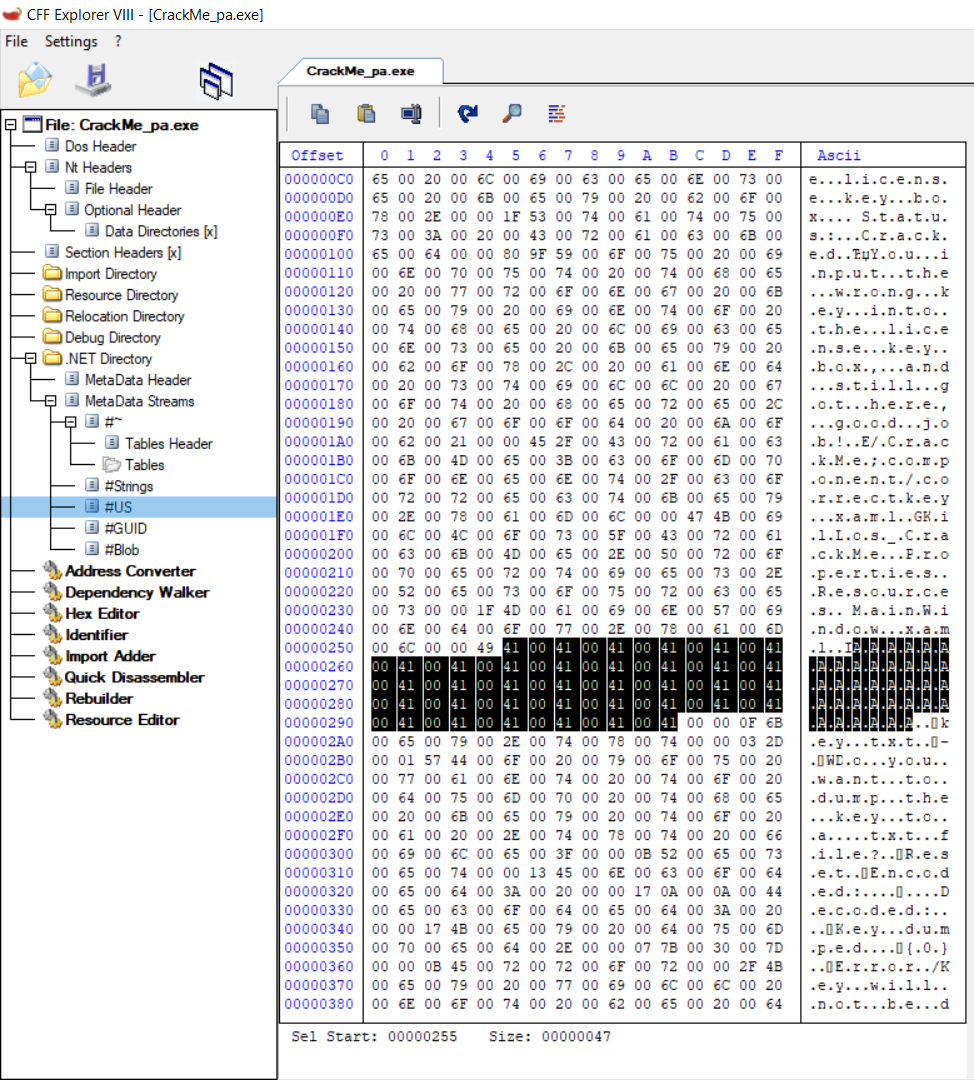 CFF Explorer VIII - [CrackMe_pa.exe]
File Settings ?
CrackMe_pa.exe
File: CrackMe_pa.exe
Dos Header
Nt Headers
File Header
Optional Header
Data Directories [x]
Section Headers [x]
Import Directory
Resource Directory
Relocation Directory
Debug Directory
.NET Directory
MetaData Header
MetaData Streams
#~
Tables Header
Tables
#Strings
#US
#GUID
#Blob
Address Converter
Dependency Walker
Hex Editor
Identifier
Import Adder
Quick Disassembler
Rebuilder
Resource Editor
Offset 0 1 2 3 4 5 6 7 8 9 A B C D E F Ascii
000000C0 65 00 20 00 6C 00 69 00 63 00 65 00 6E 00 73 00 e...l.i.c.e.n.s.
000000D0 65 00 20 00 6B 00 65 00 79 00 20 00 62 00 6F 00 e...k.e.y...b.o.
000000E0 78 00 2E 00 00 1F 53 00 74 00 61 00 74 00 75 00 x.... S.t.a.t.u.
000000F0 73 00 3A 00 20 00 43 00 72 00 61 00 63 00 6B 00 s.:...C.r.a.c.k.
00000100 65 00 64 00 00 80 9F 59 00 6F 00 75 00 20 00 69 e.d..ЂџY.o.u...i
00000110 00 6E 00 70 00 75 00 74 00 20 00 74 00 68 00 65 .n.p.u.t...t.h.e
00000120 00 20 00 77 00 72 00 6F 00 6E 00 67 00 20 00 6B ...w.r.o.n.g...k
00000130 00 65 00 79 00 20 00 69 00 6E 00 74 00 6F 00 20 .e.y...i.n.t.o..
00000140 00 74 00 68 00 65 00 20 00 6C 00 69 00 63 00 65 .t.h.e...l.i.c.e
00000150 00 6E 00 73 00 65 00 20 00 6B 00 65 00 79 00 20 .n.s.e...k.e.y..
00000160 00 62 00 6F 00 78 00 2C 00 20 00 61 00 6E 00 64 .b.o.x.,...a.n.d
00000170 00 20 00 73 00 74 00 69 00 6C 00 6C 00 20 00 67 ...s.t.i.l.l...g
00000180 00 6F 00 74 00 20 00 68 00 65 00 72 00 65 00 2C .o.t...h.e.r.e.,
00000190 00 20 00 67 00 6F 00 6F 00 64 00 20 00 6A 00 6F ...g.o.o.d...j.o
000001A0 00 62 00 21 00 00 45 2F 00 43 00 72 00 61 00 63 .b.!..E/.C.r.a.c
000001B0 00 6B 00 4D 00 65 00 3B 00 63 00 6F 00 6D 00 70 .k.M.e.;.c.o.m.p
000001C0 00 6F 00 6E 00 65 00 6E 00 74 00 2F 00 63 00 6F .o.n.e.n.t./.c.o
000001D0 00 72 00 72 00 65 00 63 00 74 00 6B 00 65 00 79 .r.r.e.c.t.k.e.y
000001E0 00 2E 00 78 00 61 00 6D 00 6C 00 00 47 4B 00 69 ...x.a.m.l..GK.i
000001F0 00 6C 00 4C 00 6F 00 73 00 5F 00 43 00 72 00 61 .l.L.o.s._.C.r.a
00000200 00 63 00 6B 00 4D 00 65 00 2E 00 50 00 72 00 6F .c.k.M.e...P.r.o
00000210 00 70 00 65 00 72 00 74 00 69 00 65 00 73 00 2E .p.e.r.t.i.e.s..
00000220 00 52 00 65 00 73 00 6F 00 75 00 72 00 63 00 65 .R.e.s.o.u.r.c.e
00000230 00 73 00 00 1F 4D 00 61 00 69 00 6E 00 57 00 69 .s.. M.a.i.n.W.i
00000240 00 6E 00 64 00 6F 00 77 00 2E 00 78 00 61 00 6D .n.d.o.w...x.a.m
00000250 00 6C 00 00 49 41 00 41 00 41 00 41 00 41 00 41 .l..IA.A.A.A.A.A
00000260 00 41 00 41 00 41 00 41 00 41 00 41 00 41 00 41 .A.A.A.A.A.A.A.A
00000270 00 41 00 41 00 41 00 41 00 41 00 41 00 41 00 41 .A.A.A.A.A.A.A.A
00000280 00 41 00 41 00 41 00 41 00 41 00 41 00 41 00 41 .A.A.A.A.A.A.A.A
00000290 00 41 00 41 00 41 00 41 00 41 00 41 00 00 0F 6B .A.A.A.A.A.A..▯k
000002A0 00 65 00 79 00 2E 00 74 00 78 00 74 00 00 03 2D .e.y...t.x.t..▯-
000002B0 00 01 57 44 00 6F 00 20 00 79 00 6F 00 75 00 20 .▯WD.o...y.o.u..
000002C0 00 77 00 61 00 6E 00 74 00 20 00 74 00 6F 00 20 .w.a.n.t...t.o..
000002D0 00 64 00 75 00 6D 00 70 00 20 00 74 00 68 00 65 .d.u.m.p...t.h.e
000002E0 00 20 00 6B 00 65 00 79 00 20 00 74 00 6F 00 20 ...k.e.y...t.o..
000002F0 00 61 00 20 00 2E 00 74 00 78 00 74 00 20 00 66 .a.....t.x.t...f
00000300 00 69 00 6C 00 65 00 3F 00 00 0B 52 00 65 00 73 .i.l.e.?..▯R.e.s
00000310 00 65 00 74 00 00 13 45 00 6E 00 63 00 6F 00 64 .e.t..▯E.n.c.o.d
00000320 00 65 00 64 00 3A 00 20 00 00 17 0A 00 0A 00 44 .e.d.:....▯....D
00000330 00 65 00 63 00 6F 00 64 00 65 00 64 00 3A 00 20 .e.c.o.d.e.d.:..
00000340 00 00 17 4B 00 65 00 79 00 20 00 64 00 75 00 6D ..▯K.e.y...d.u.m
00000350 00 70 00 65 00 64 00 2E 00 00 07 7B 00 30 00 7D .p.e.d....▯{.0.}
00000360 00 00 0B 45 00 72 00 72 00 6F 00 72 00 00 2F 4B ..▯E.r.r.o.r../K
00000370 00 65 00 79 00 20 00 77 00 69 00 6C 00 6C 00 20 .e.y...w.i.l.l..
00000380 00 6E 00 6F 00 74 00 20 00 62 00 65 00 20 00 64 .n.o.t...b.e...d
Sel Start: 00000255 Size: 00000047